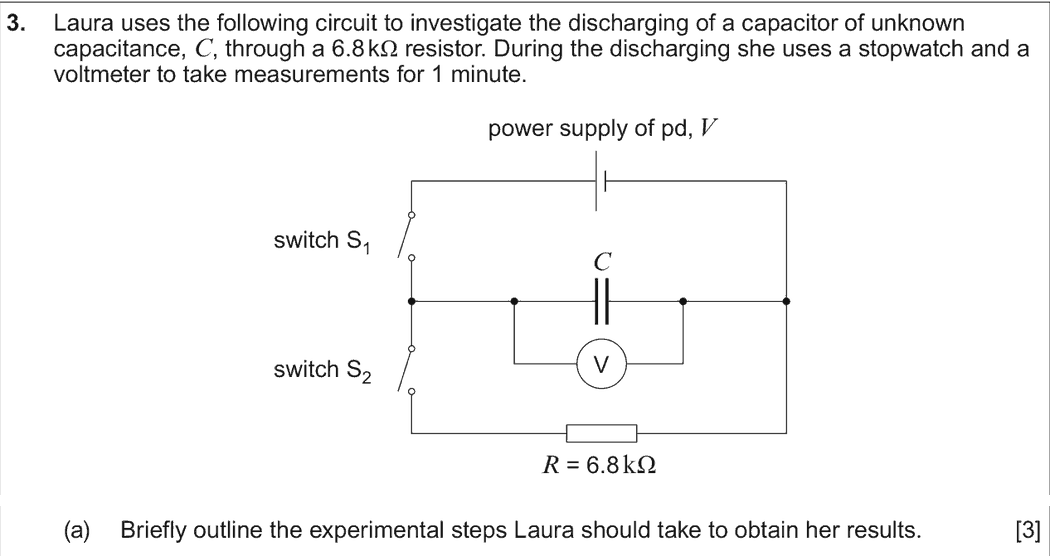 3. Laura uses the following circuit to investigate the discharging of a capacitor of unknown
capacitance, C, through a 6.8 kΩ resistor. During the discharging she uses a stopwatch and a
voltmeter to take measurements for 1 minute.
power supply of pd, V
switch S₁
C
switch S₂
V
R = 6.8 kΩ
(a) Briefly outline the experimental steps Laura should take to obtain her results. [3]